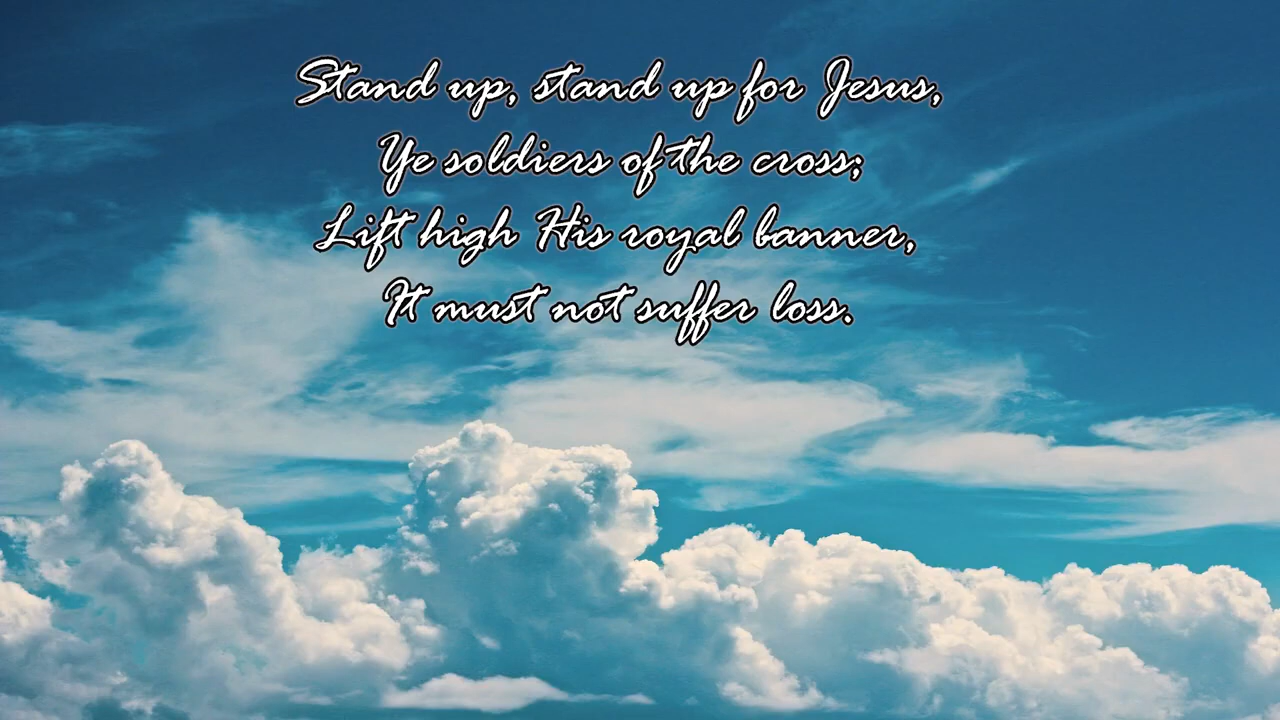 Stand up, stand up for Jesus,
Ye soldiers of the cross;
Lift high His royal banner,
It must not suffer loss.